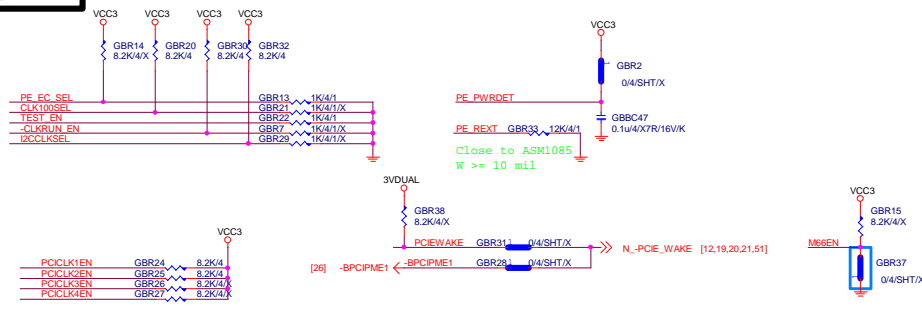 VCC3 VCC3 VCC3 VCC3
GBR14 GBR20 GBR30 GBR32
8.2K/4/X 8.2K/4 8.2K/4 8.2K/4
PE_EC_SEL GBR13 1K/4/1
CLK100SEL GBR21 1K/4/1/X
TEST_EN GBR22 1K/4/1
-CLKRUN_EN GBR7 1K/4/1/X
I2CCLKSEL GBR29 1K/4/1/X
VCC3
GBR2
0/4/SHT/X
PE_PWRDET
GBBC47
0.1u/4/X7R/16V/K
PE_REXT GBR33 12K/4/1
Close to ASM1085
W >= 10 mil
3VDUAL
GBR38
8.2K/4/X
PCIEWAKE GBR31 0/4/SHT/X
N_-PCIE_WAKE [12,19,20,21,51]
[26] -BPCIPME1 -BPCIPME1 GBR28 0/4/SHT/X
VCC3
GBR15
8.2K/4/X
M66EN
GBR37
0/4/SHT/X
VCC3
PCICLK1EN GBR24 8.2K/4
PCICLK2EN GBR25 8.2K/4
PCICLK3EN GBR26 8.2K/4/X
PCICLK4EN GBR27 8.2K/4/X